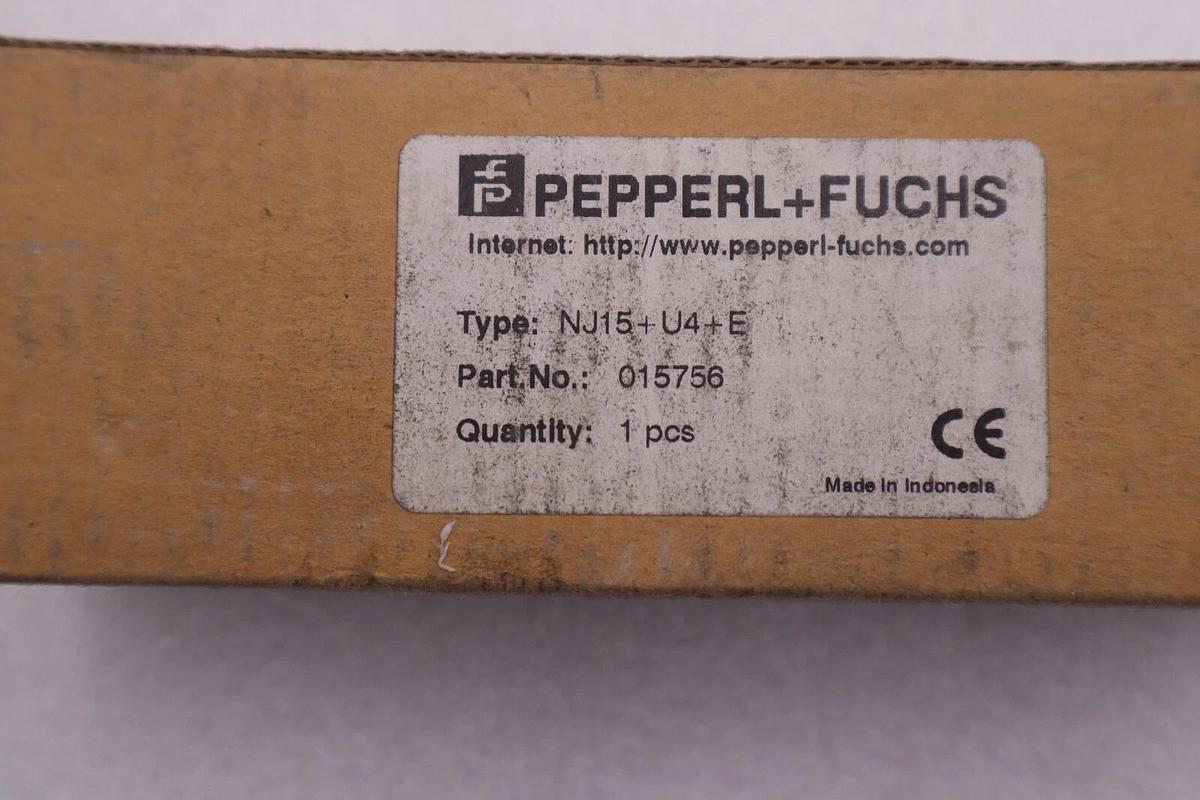 PEPPERL+FUCHS
Internet: http://www.pepperl-fuchs.com
Type: NJ15+U4+E
Part.No.: 015756
Quantity: 1 pcs
CE
Made in Indonesia